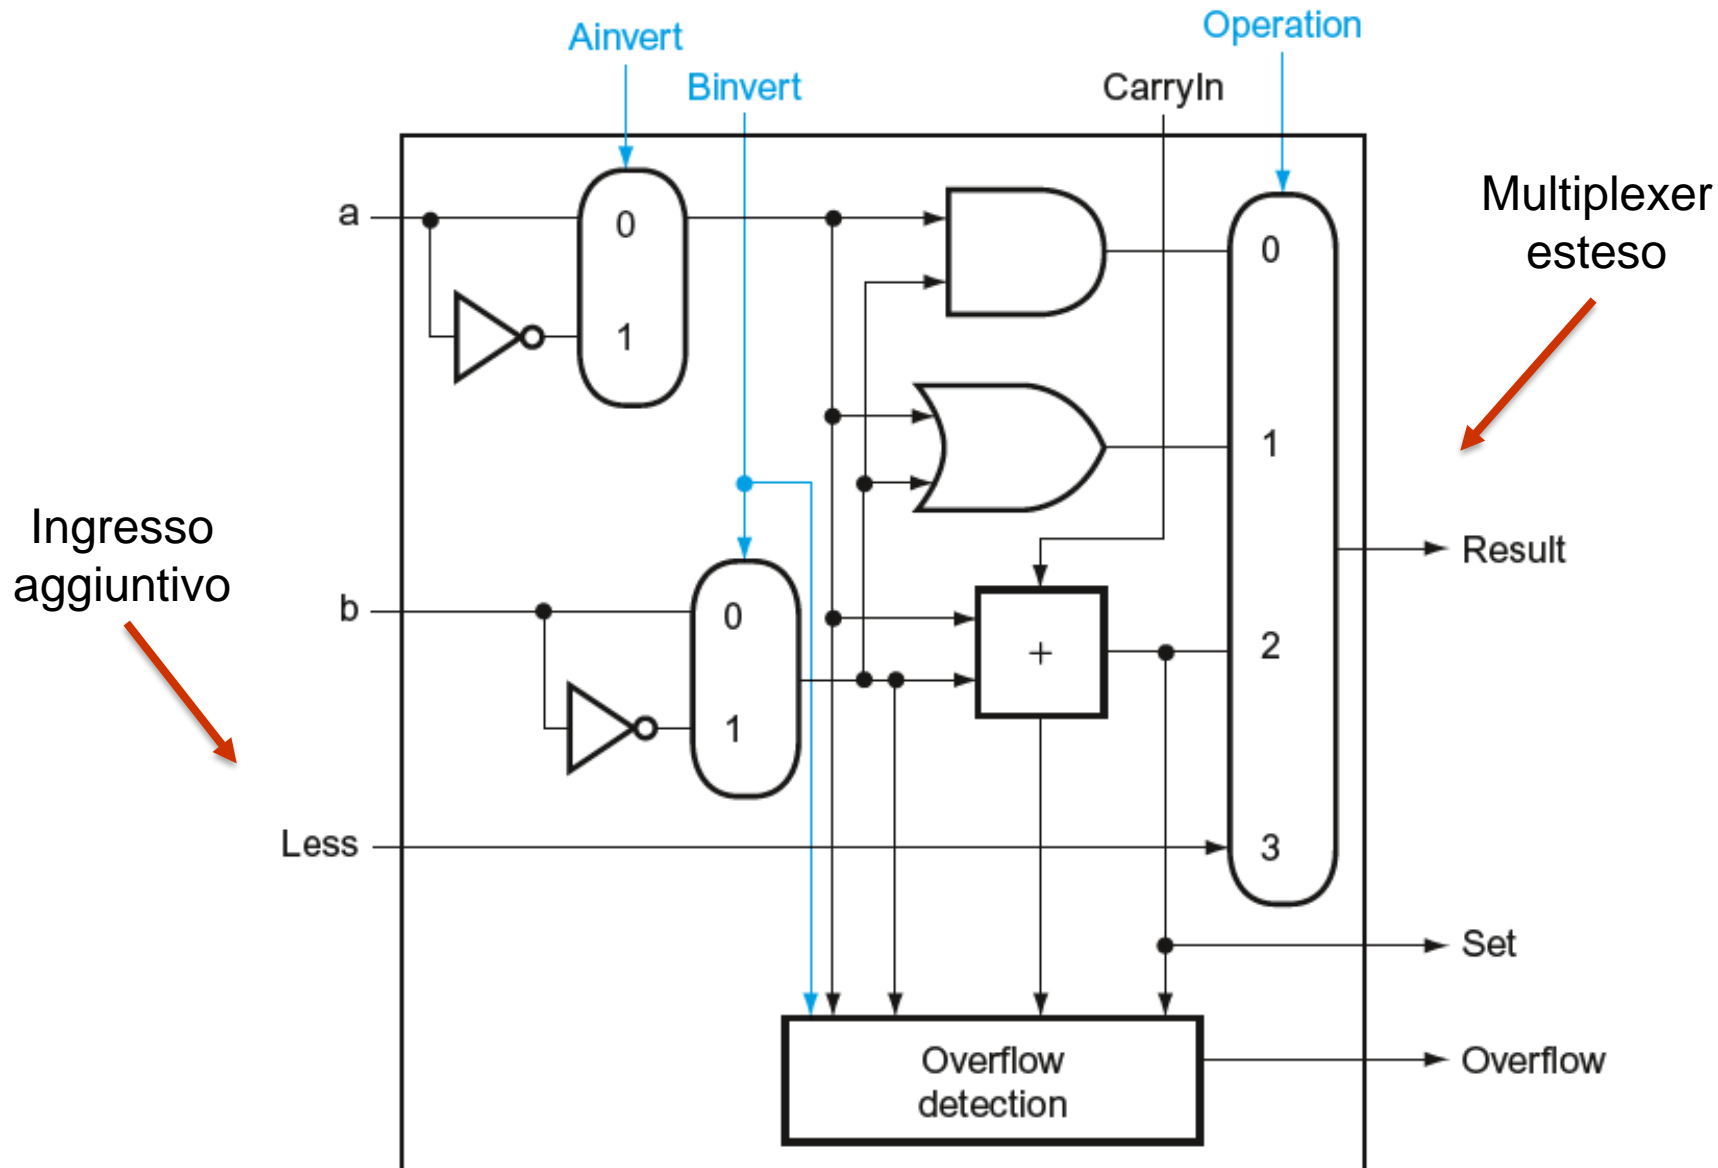 Operation
Ainvert
Binvert
CarryIn
Multiplexer
esteso
a
0
1
0
1
Ingresso
aggiuntivo
Result
b
0
1
+
2
Less
3
Set
Overflow
detection
Overflow